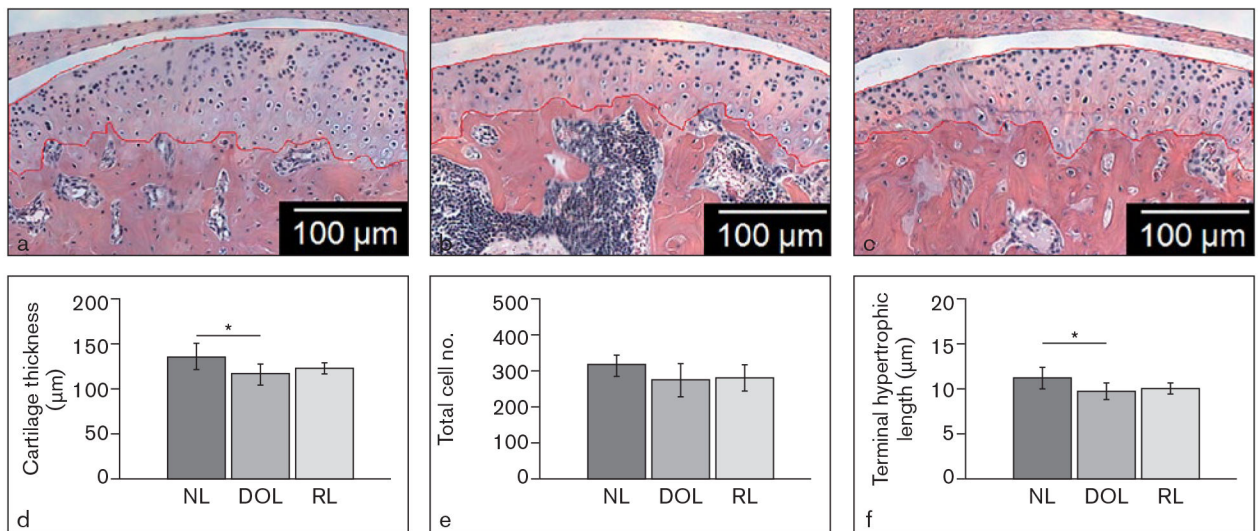 100 µm
a
100 µm
b
100 µm
c
Cartilage thickness
(µm)
200
150
100
50
0
*
NL DOL RL
d
Total cell no.
500
400
300
200
100
0
NL DOL RL
e
Terminal hypertrophic
length (µm)
20
15
10
5
0
*
NL DOL RL
f